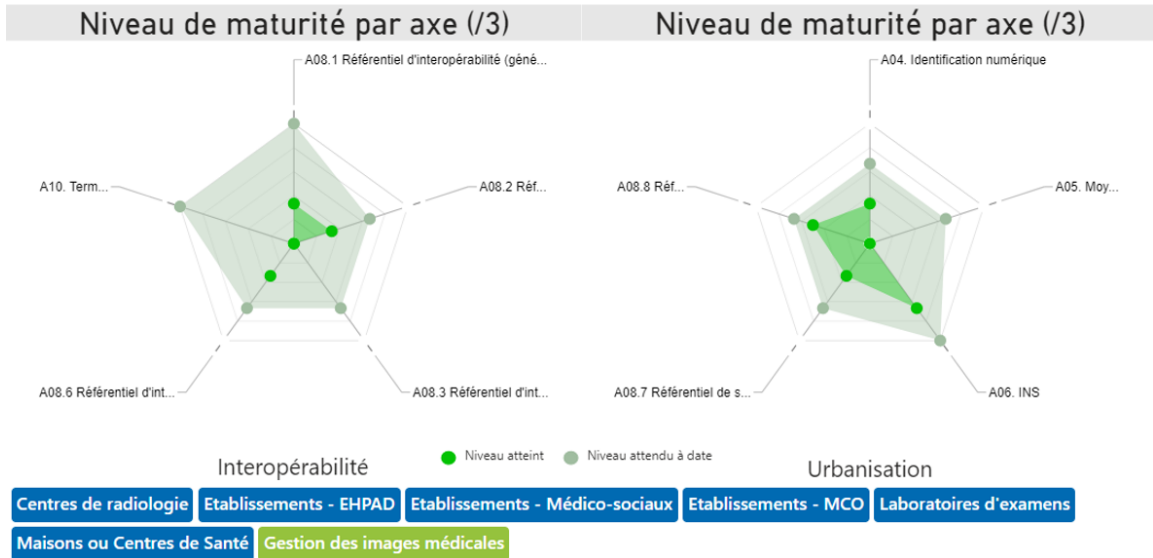 Niveau de maturité par axe (/3)
Niveau de maturité par axe (/3)
A08.1 Référentiel d'interopérabilité (géné...
A10. Term...
A08.2 Réf...
A08.6 Référentiel d'int...
A08.3 Référentiel d'int...
A04. Identification numérique
A08.8 Réf...
A05. Moy...
A08.7 Référentiel de s...
A06. INS
Interopérabilité
Niveau atteint
Niveau attendu à date
Urbanisation
Centres de radiologie
Etablissements - EHPAD
Etablissements - Médico-sociaux
Etablissements - MCO
Laboratoires d'examens
Maisons ou Centres de Santé
Gestion des images médicales